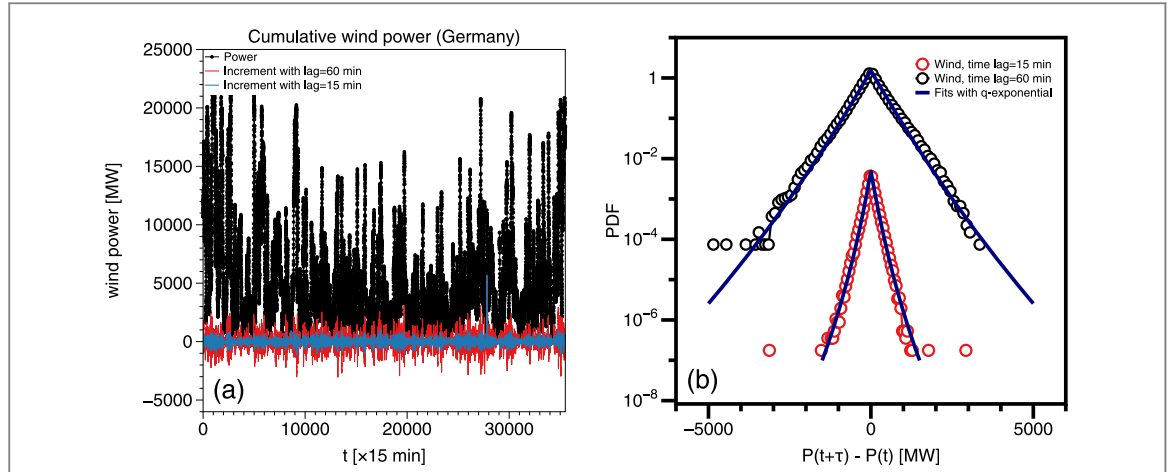 Cumulative wind power (Germany)
25000
20000
15000
10000
5000
0
−5000
wind power [MW]
Power
Increment with lag=60 min
Increment with lag=15 min
(a)
0
10000
20000
30000
t [×15 min]
1
10−2
10−4
10−6
10−8
PDF
Wind, time lag=15 min
Wind, time lag=60 min
Fits with q-exponential
(b)
−5000
0
5000
P(t+τ) - P(t) [MW]